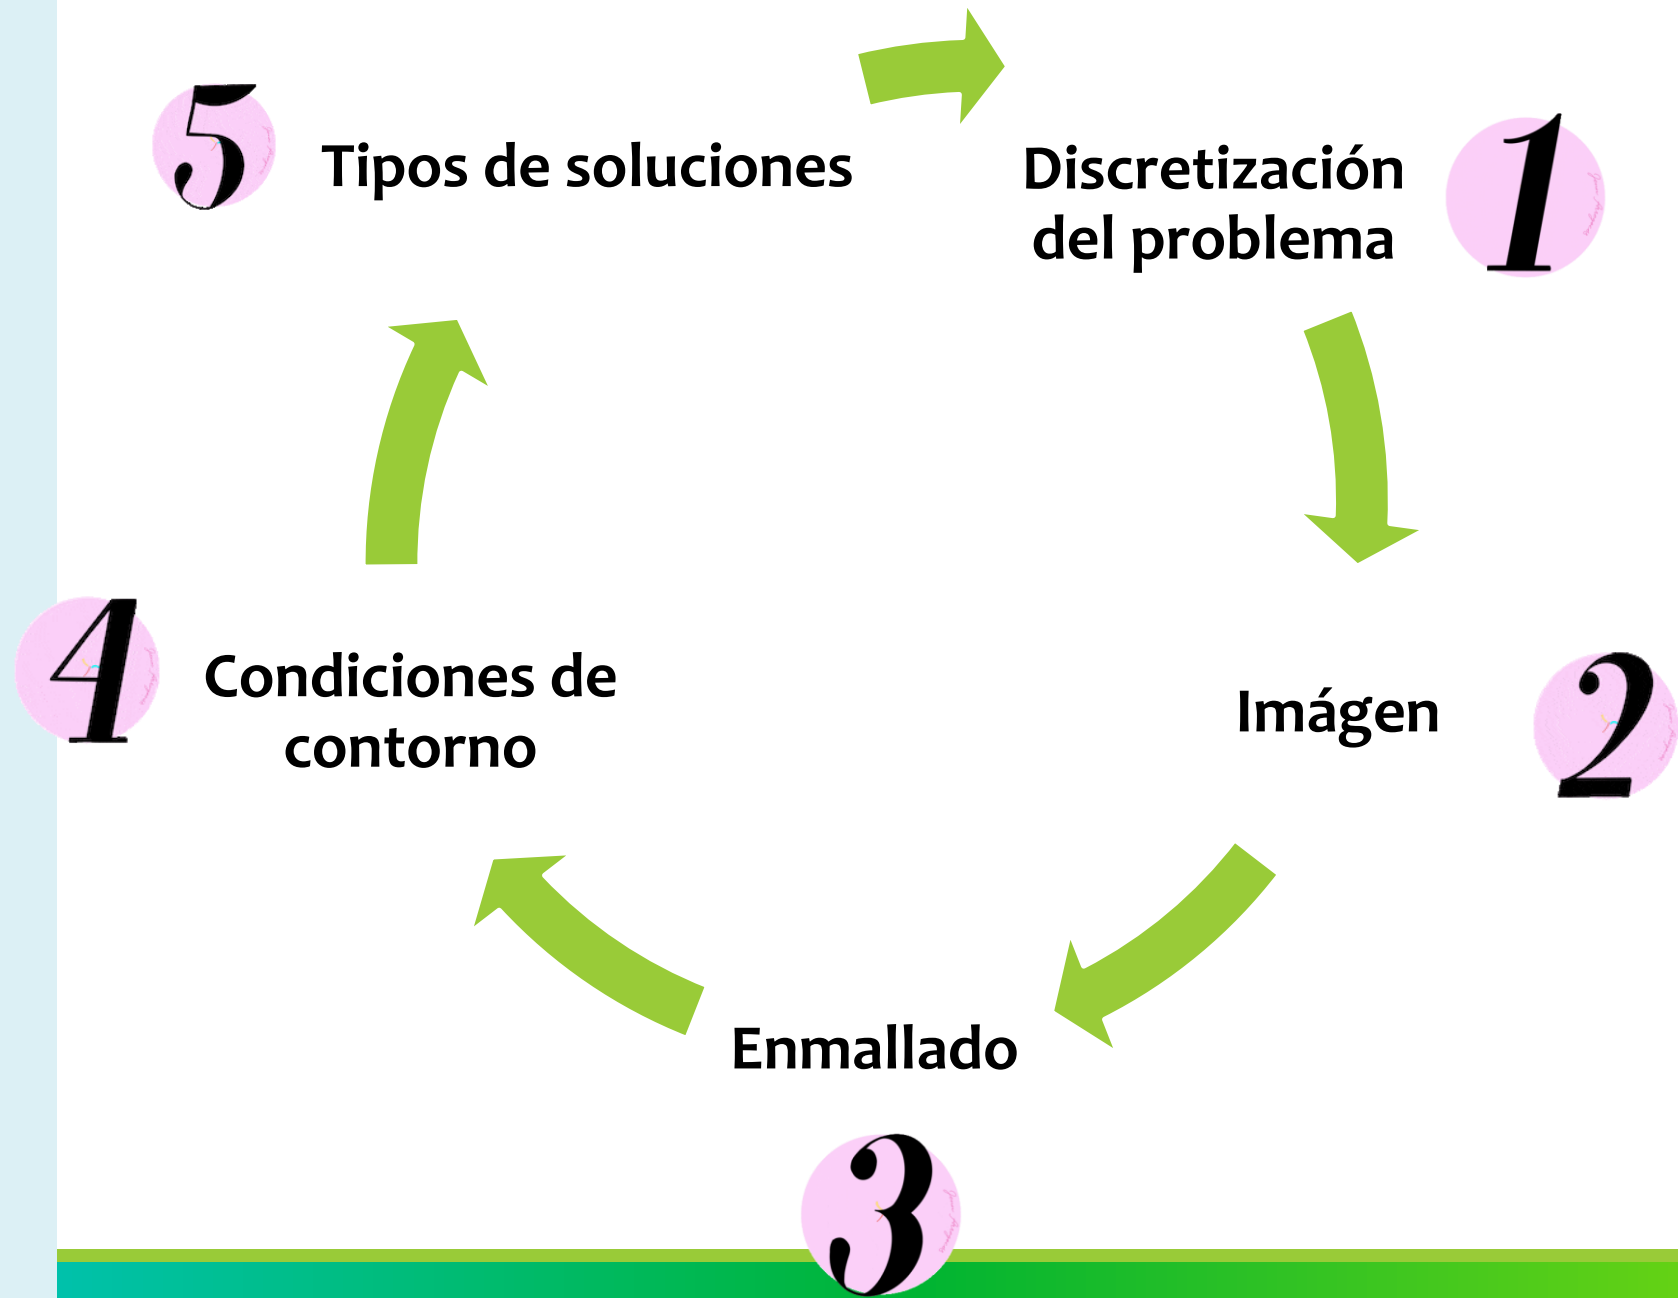 5
Tipos de soluciones
Discretización
del problema
1
4
Condiciones de
contorno
Imágen
2
Enmallado
3